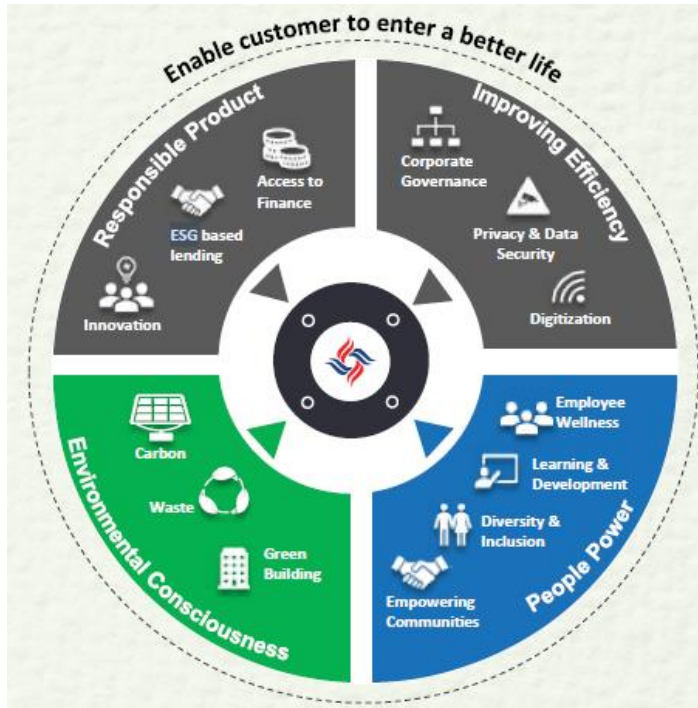 Enable customer to enter a better life
Responsible Product
Access to
Finance
ESG based
lending
Innovation
Improving Efficiency
Corporate
Governance
Privacy & Data
Security
Digitization
Environmental Consciousness
Carbon
Waste
Green
Building
People Power
Employee
Wellness
Learning &
Development
Diversity &
Inclusion
Empowering
Communities